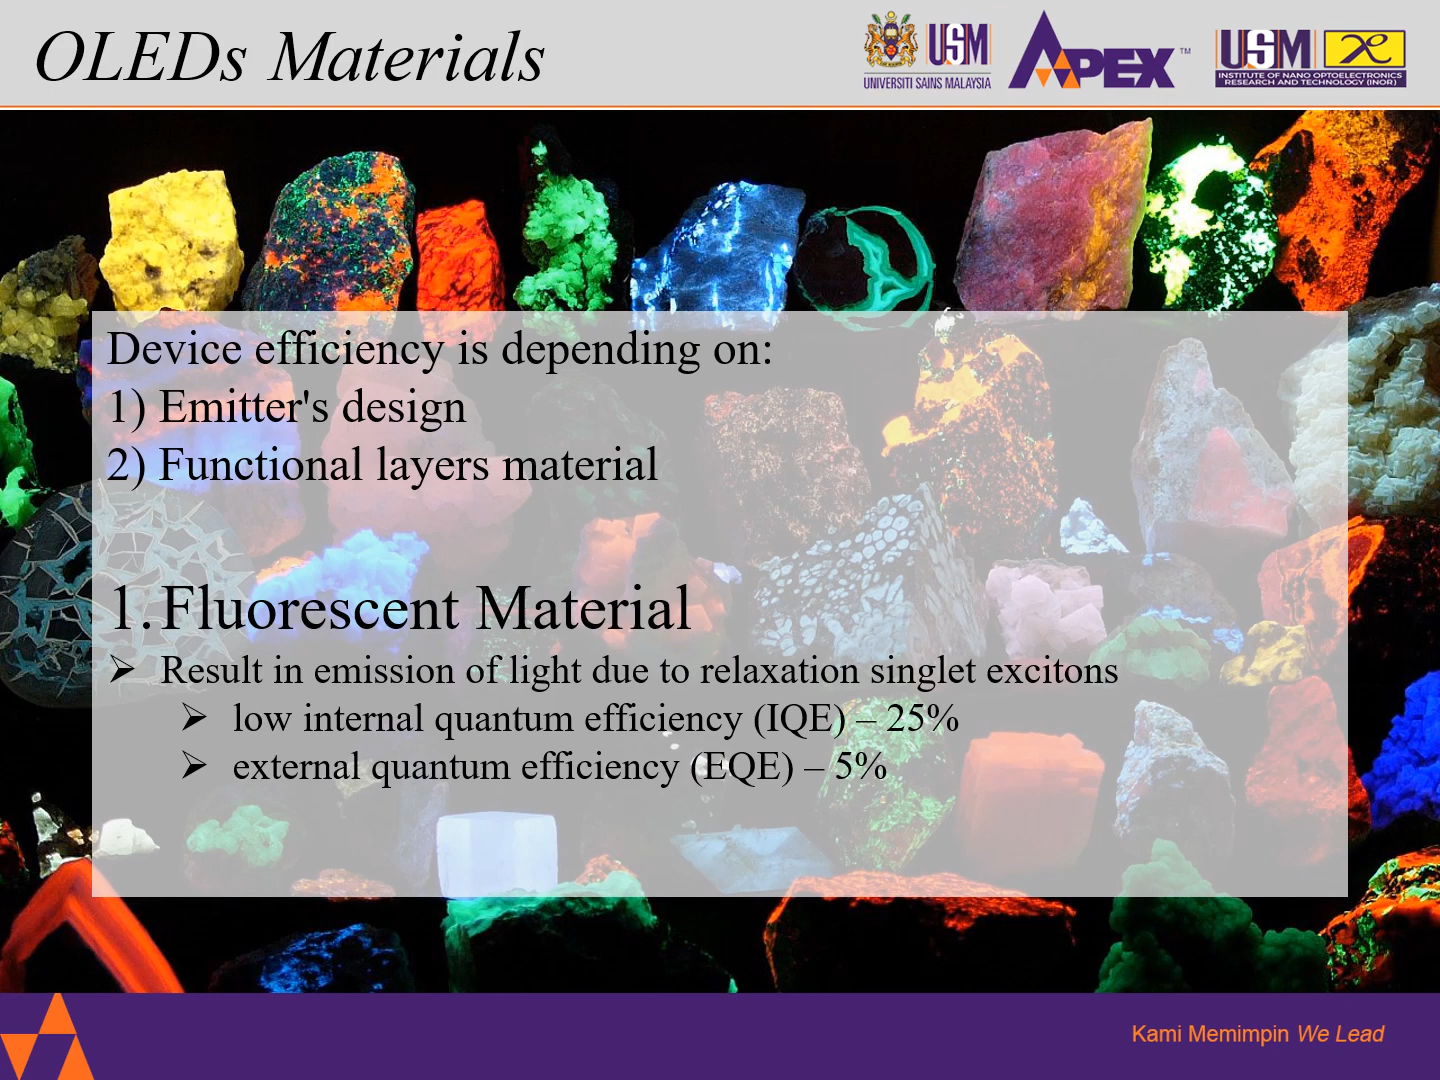 OLEDs Materials
USM
UNIVERSITI SAINS MALAYSIA
APEX™
USM
INSTITUTE OF NANO OPTOELECTRONICS
RESEARCH AND TECHNOLOGY (INOR)
Device efficiency is depending on:
1) Emitter's design
2) Functional layers material
1. Fluorescent Material
➢ Result in emission of light due to relaxation singlet excitons
➢ low internal quantum efficiency (IQE) – 25%
➢ external quantum efficiency (EQE) – 5%
Kami Memimpin We Lead